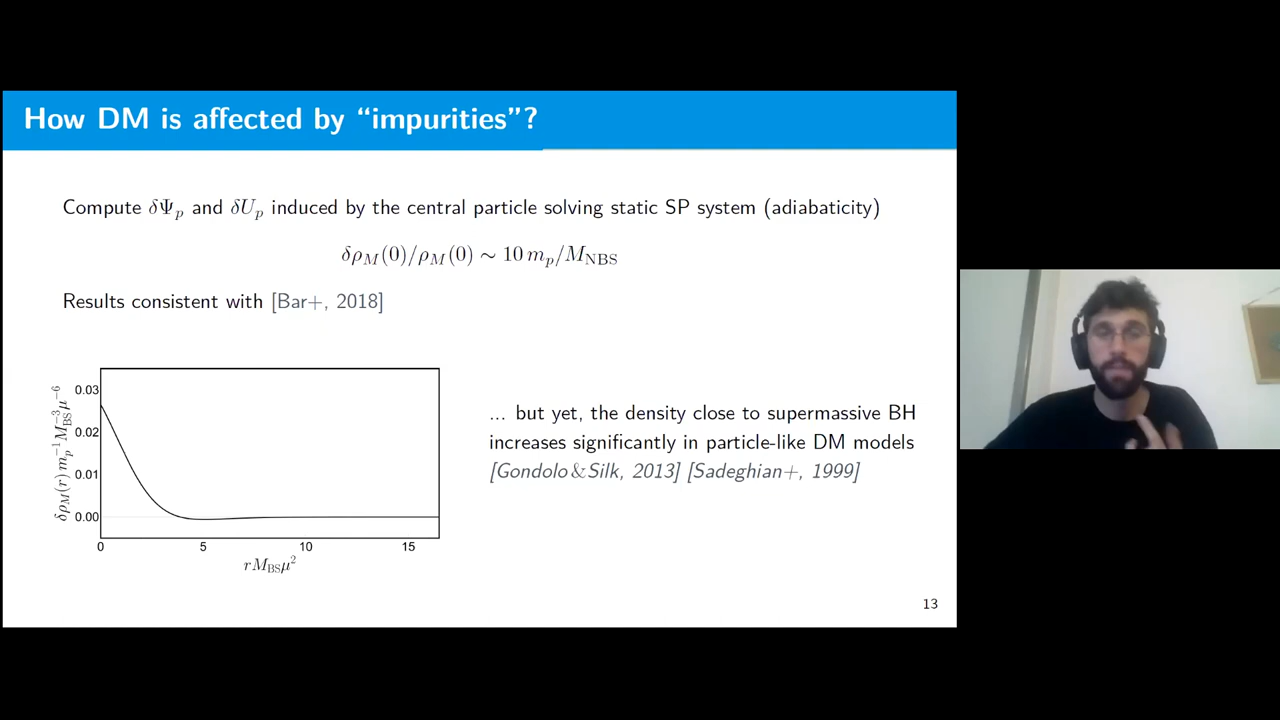 How DM is affected by “impurities”?
Compute δΨ_p and δU_p induced by the central particle solving static SP system (adiabaticity)
δρ_M(0)/ρ_M(0) ∼ 10 m_p/M_NBS
Results consistent with [Bar+, 2018]
δρ_M(r) m_p^{-1} M_BS^{-3} μ^{-6}
0.03
0.02
0.01
0.00
0 5 10 15
r M_BS μ^2
... but yet, the density close to supermassive BH
increases significantly in particle-like DM models
[Gondolo&Silk, 2013] [Sadeghian+, 1999]
13